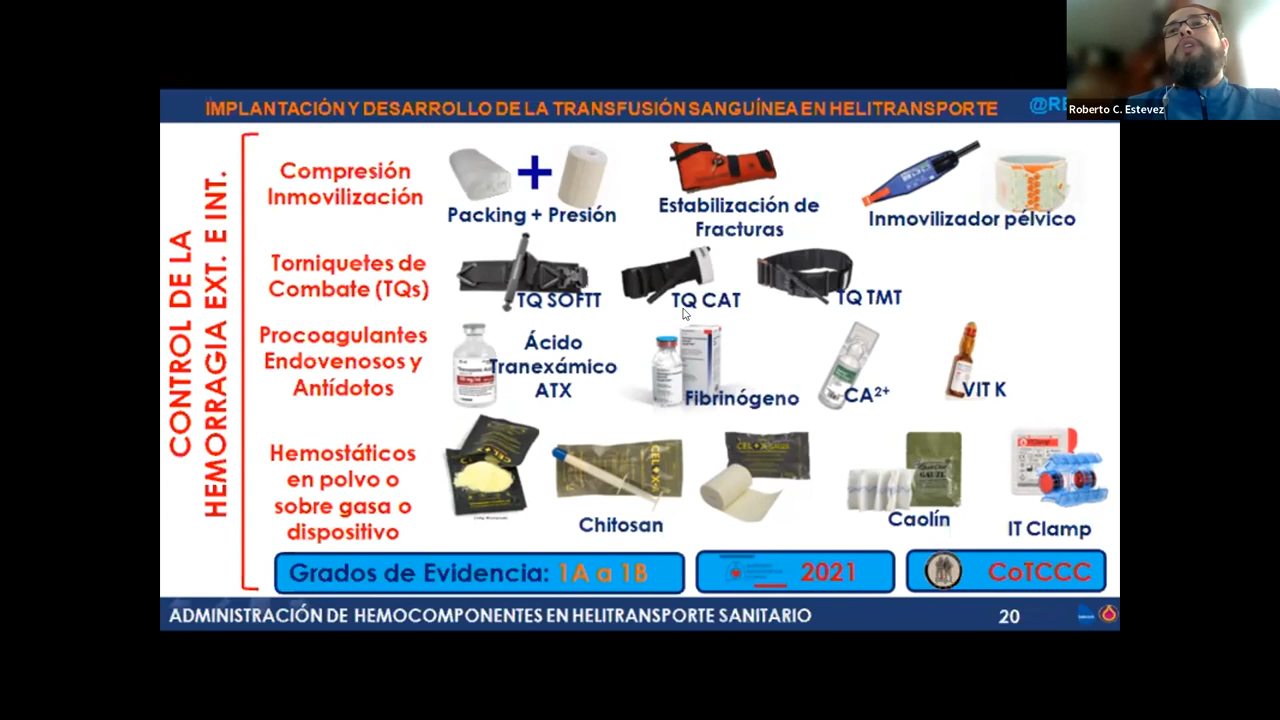 IMPLANTACIÓN Y DESARROLLO DE LA TRANSFUSIÓN SANGUÍNEA EN HELITRANSPORTE
Roberto C. Estevez
CONTROL DE LA
HEMORRAGIA EXT. E INT.
Compresión
Inmovilización
Packing + Presión
Estabilización de
Fracturas
Inmovilizador pélvico
Torniquetes de
Combate (TQs)
TQ SOFTT
TQ CAT
TQ TMT
Procoagulantes
Endovenosos y
Antídotos
Ácido
Tranexámico
ATX
Fibrinógeno
CA²⁺
VIT K
Hemostáticos
en polvo o
sobre gasa o
dispositivo
Chitosan
Caolín
IT Clamp
Grados de Evidencia: 1A a 1B
2021
CoTCCC
ADMINISTRACIÓN DE HEMOCOMPONENTES EN HELITRANSPORTE SANITARIO
20